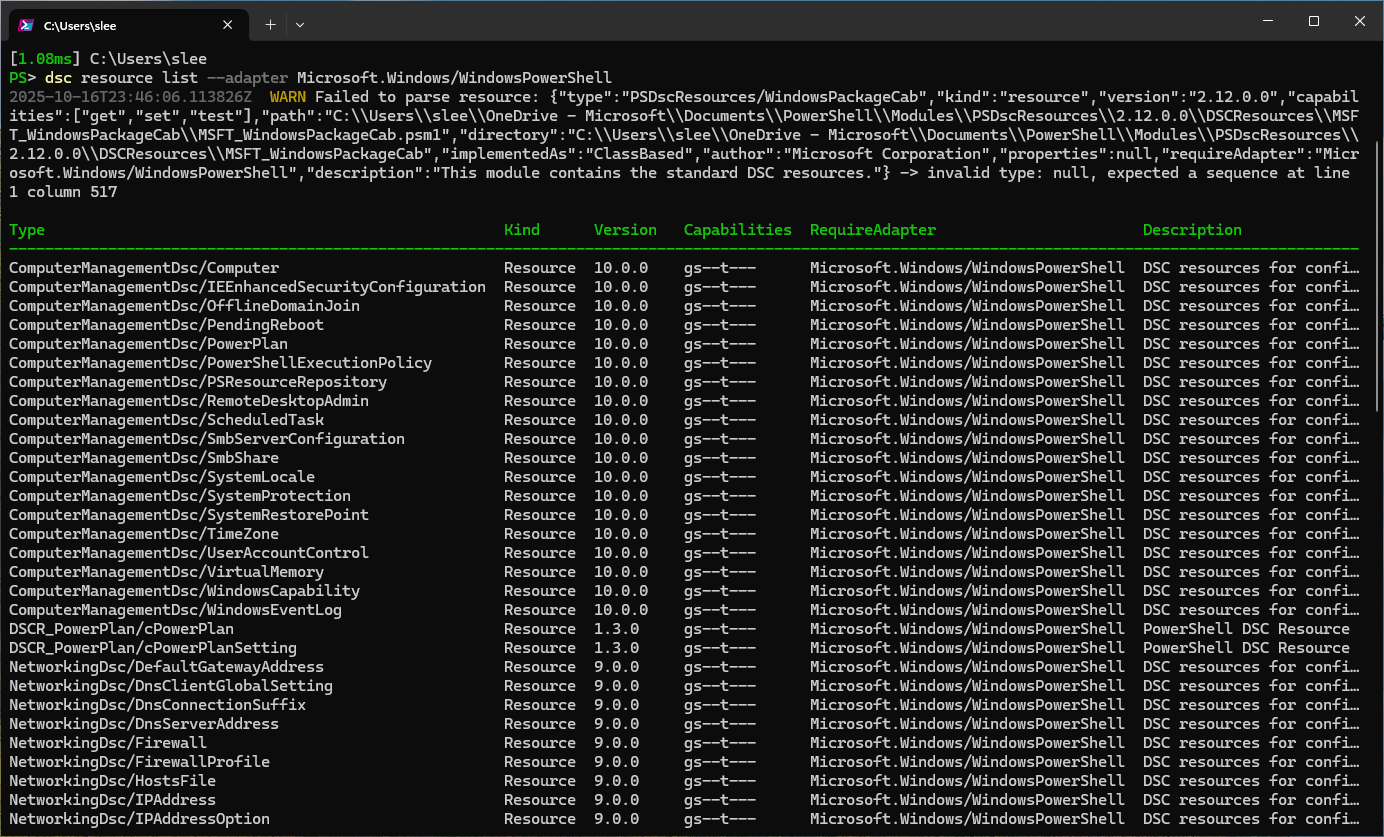 C:\Users\slee
[1.08ms] C:\Users\slee
PS> dsc resource list --adapter Microsoft.Windows/WindowsPowerShell
2025-10-16T23:46:06.113826Z  WARN Failed to parse resource: {"type":"PSDscResources/WindowsPackageCab","kind":"resource","version":"2.12.0.0","capabil
ities":["get","set","test"],"path":"C:\\Users\\slee\\OneDrive - Microsoft\\Documents\\PowerShell\\Modules\\PSDscResources\\2.12.0.0\\DSCResources\\MSF
T_WindowsPackageCab\\MSFT_WindowsPackageCab.psm1","directory":"C:\\Users\\slee\\OneDrive - Microsoft\\Documents\\PowerShell\\Modules\\PSDscResources\\
2.12.0.0\\DSCResources\\MSFT_WindowsPackageCab","implementedAs":"ClassBased","author":"Microsoft Corporation","properties":null,"requireAdapter":"Micr
osoft.Windows/WindowsPowerShell","description":"This module contains the standard DSC resources."} -> invalid type: null, expected a sequence at line
1 column 517
Type Kind Version Capabilities RequireAdapter Description
ComputerManagementDsc/Computer Resource 10.0.0 gs--t--- Microsoft.Windows/WindowsPowerShell DSC resources for confi…
ComputerManagementDsc/IEEnhancedSecurityConfiguration Resource 10.0.0 gs--t--- Microsoft.Windows/WindowsPowerShell DSC resources for confi…
ComputerManagementDsc/OfflineDomainJoin Resource 10.0.0 gs--t--- Microsoft.Windows/WindowsPowerShell DSC resources for confi…
ComputerManagementDsc/PendingReboot Resource 10.0.0 gs--t--- Microsoft.Windows/WindowsPowerShell DSC resources for confi…
ComputerManagementDsc/PowerPlan Resource 10.0.0 gs--t--- Microsoft.Windows/WindowsPowerShell DSC resources for confi…
ComputerManagementDsc/PowerShellExecutionPolicy Resource 10.0.0 gs--t--- Microsoft.Windows/WindowsPowerShell DSC resources for confi…
ComputerManagementDsc/PSResourceRepository Resource 10.0.0 gs--t--- Microsoft.Windows/WindowsPowerShell DSC resources for confi…
ComputerManagementDsc/RemoteDesktopAdmin Resource 10.0.0 gs--t--- Microsoft.Windows/WindowsPowerShell DSC resources for confi…
ComputerManagementDsc/ScheduledTask Resource 10.0.0 gs--t--- Microsoft.Windows/WindowsPowerShell DSC resources for confi…
ComputerManagementDsc/SmbServerConfiguration Resource 10.0.0 gs--t--- Microsoft.Windows/WindowsPowerShell DSC resources for confi…
ComputerManagementDsc/SmbShare Resource 10.0.0 gs--t--- Microsoft.Windows/WindowsPowerShell DSC resources for confi…
ComputerManagementDsc/SystemLocale Resource 10.0.0 gs--t--- Microsoft.Windows/WindowsPowerShell DSC resources for confi…
ComputerManagementDsc/SystemProtection Resource 10.0.0 gs--t--- Microsoft.Windows/WindowsPowerShell DSC resources for confi…
ComputerManagementDsc/SystemRestorePoint Resource 10.0.0 gs--t--- Microsoft.Windows/WindowsPowerShell DSC resources for confi…
ComputerManagementDsc/TimeZone Resource 10.0.0 gs--t--- Microsoft.Windows/WindowsPowerShell DSC resources for confi…
ComputerManagementDsc/UserAccountControl Resource 10.0.0 gs--t--- Microsoft.Windows/WindowsPowerShell DSC resources for confi…
ComputerManagementDsc/VirtualMemory Resource 10.0.0 gs--t--- Microsoft.Windows/WindowsPowerShell DSC resources for confi…
ComputerManagementDsc/WindowsCapability Resource 10.0.0 gs--t--- Microsoft.Windows/WindowsPowerShell DSC resources for confi…
ComputerManagementDsc/WindowsEventLog Resource 10.0.0 gs--t--- Microsoft.Windows/WindowsPowerShell DSC resources for confi…
DSCR_PowerPlan/cPowerPlan Resource 1.3.0 gs--t--- Microsoft.Windows/WindowsPowerShell PowerShell DSC Resource
DSCR_PowerPlan/cPowerPlanSetting Resource 1.3.0 gs--t--- Microsoft.Windows/WindowsPowerShell PowerShell DSC Resource
NetworkingDsc/DefaultGatewayAddress Resource 9.0.0 gs--t--- Microsoft.Windows/WindowsPowerShell DSC resources for confi…
NetworkingDsc/DnsClientGlobalSetting Resource 9.0.0 gs--t--- Microsoft.Windows/WindowsPowerShell DSC resources for confi…
NetworkingDsc/DnsConnectionSuffix Resource 9.0.0 gs--t--- Microsoft.Windows/WindowsPowerShell DSC resources for confi…
NetworkingDsc/DnsServerAddress Resource 9.0.0 gs--t--- Microsoft.Windows/WindowsPowerShell DSC resources for confi…
NetworkingDsc/Firewall Resource 9.0.0 gs--t--- Microsoft.Windows/WindowsPowerShell DSC resources for confi…
NetworkingDsc/FirewallProfile Resource 9.0.0 gs--t--- Microsoft.Windows/WindowsPowerShell DSC resources for confi…
NetworkingDsc/HostsFile Resource 9.0.0 gs--t--- Microsoft.Windows/WindowsPowerShell DSC resources for confi…
NetworkingDsc/IPAddress Resource 9.0.0 gs--t--- Microsoft.Windows/WindowsPowerShell DSC resources for confi…
NetworkingDsc/IPAddressOption Resource 9.0.0 gs--t--- Microsoft.Windows/WindowsPowerShell DSC resources for confi…